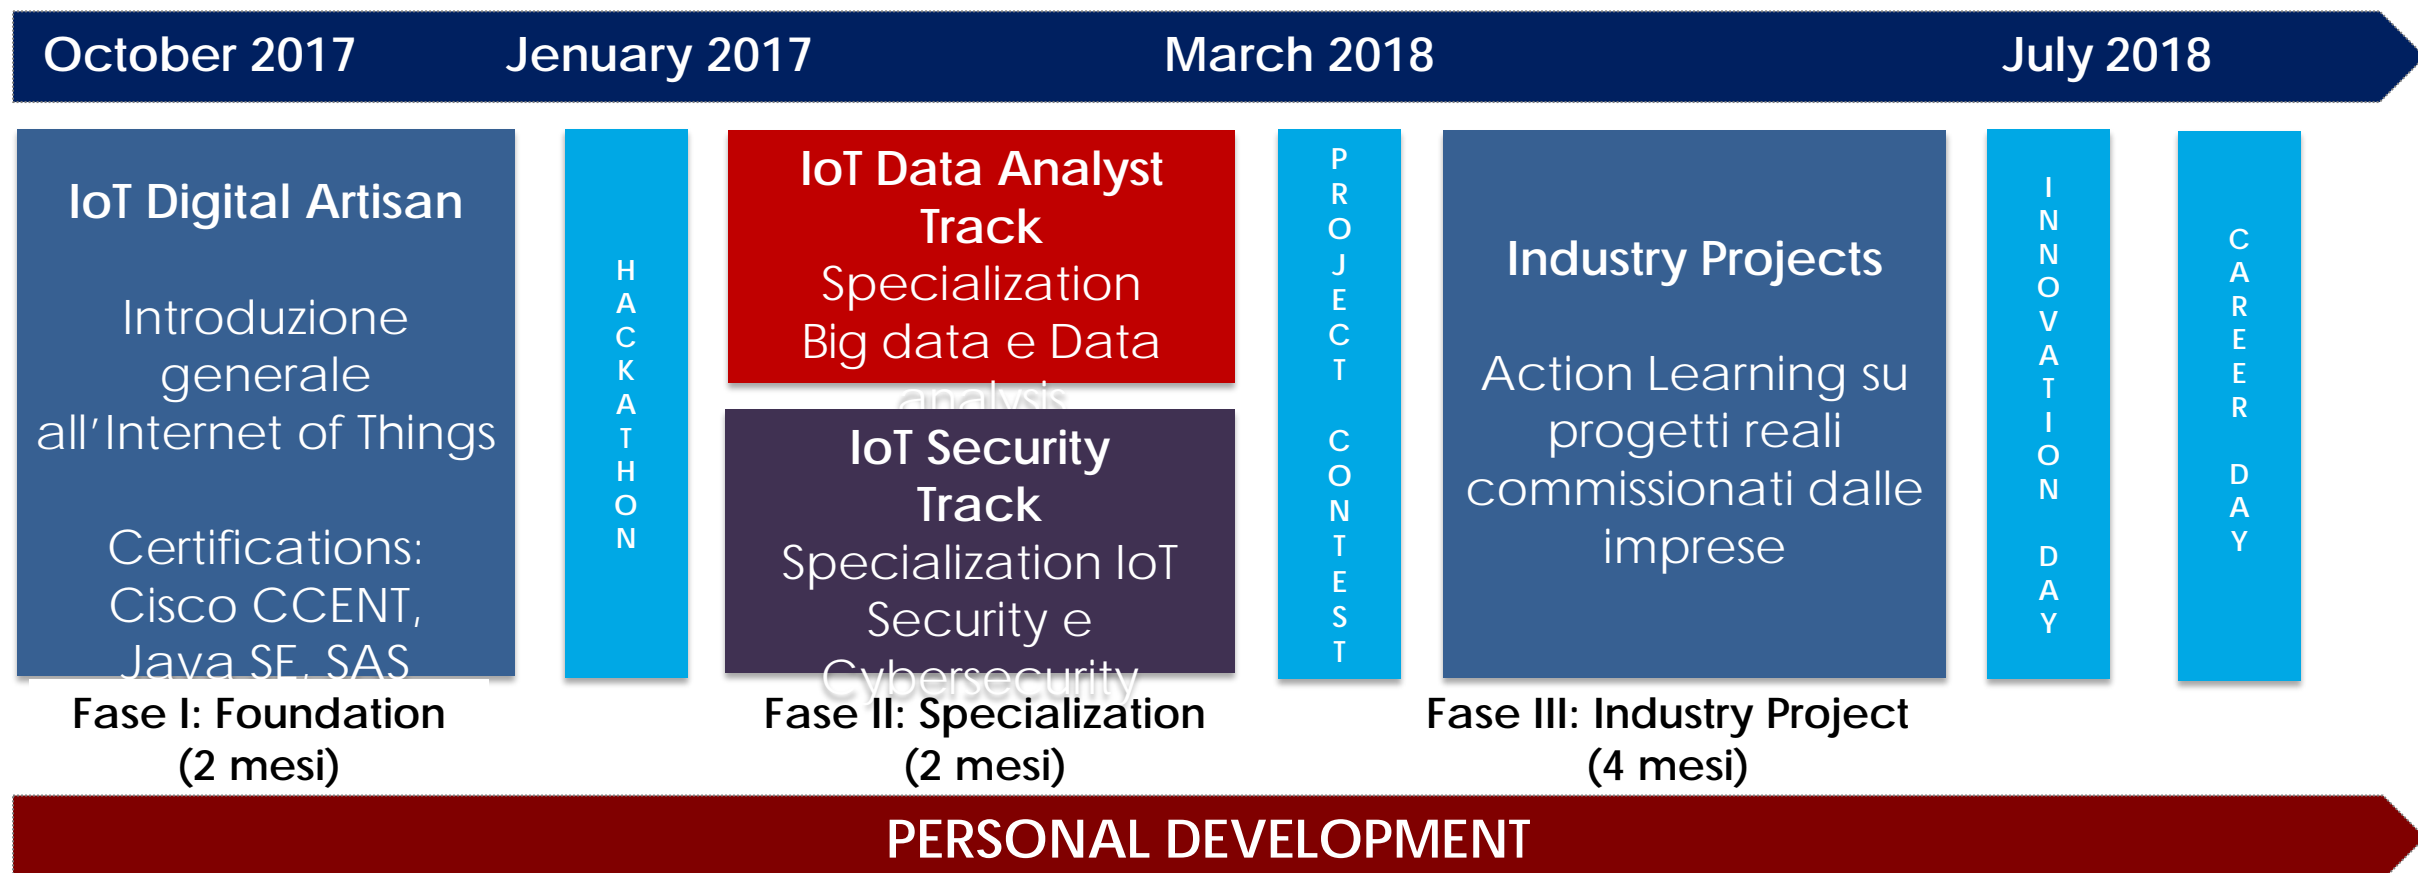 October 2017
Jenuary 2017
March 2018
July 2018
IoT Digital Artisan
Introduzione
generale
all'Internet of Things
Certifications:
Cisco CCENT,
Java SE, SAS
HACKATHON
IoT Data Analyst
Track
Specialization
Big data e Data
analysis
IoT Security
Track
Specialization IoT
Security e
Cybersecurity
PROJECT CONTEST
Industry Projects
Action Learning su
progetti reali
commissionati dalle
imprese
INNOVATION DAY
CAREER DAY
Fase I: Foundation
(2 mesi)
Fase II: Specialization
(2 mesi)
Fase III: Industry Project
(4 mesi)
PERSONAL DEVELOPMENT